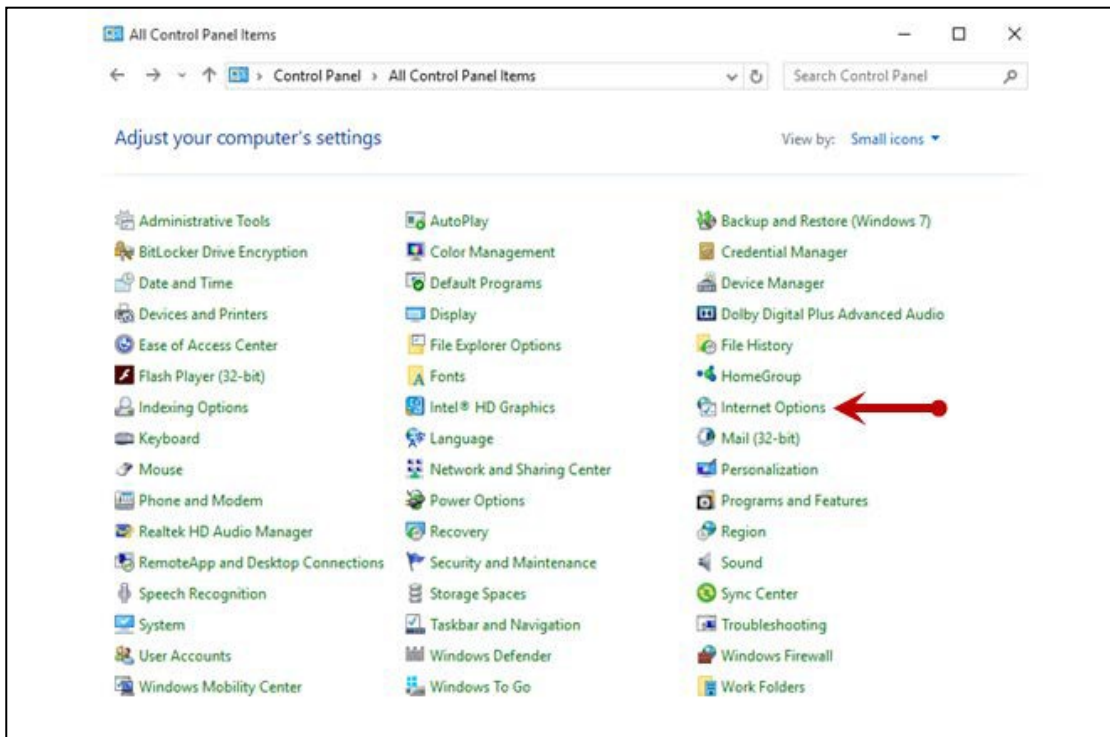 All Control Panel Items
Control Panel > All Control Panel Items
Search Control Panel
Adjust your computer's settings
View by: Small icons
Administrative Tools
AutoPlay
Backup and Restore (Windows 7)
BitLocker Drive Encryption
Color Management
Credential Manager
Date and Time
Default Programs
Device Manager
Devices and Printers
Display
Dolby Digital Plus Advanced Audio
Ease of Access Center
File Explorer Options
File History
Flash Player (32-bit)
Fonts
HomeGroup
Indexing Options
Intel® HD Graphics
Internet Options
Keyboard
Language
Mail (32-bit)
Mouse
Network and Sharing Center
Personalization
Phone and Modem
Power Options
Programs and Features
Realtek HD Audio Manager
Recovery
Region
RemoteApp and Desktop Connections
Security and Maintenance
Sound
Speech Recognition
Storage Spaces
Sync Center
System
Taskbar and Navigation
Troubleshooting
User Accounts
Windows Defender
Windows Firewall
Windows Mobility Center
Windows To Go
Work Folders